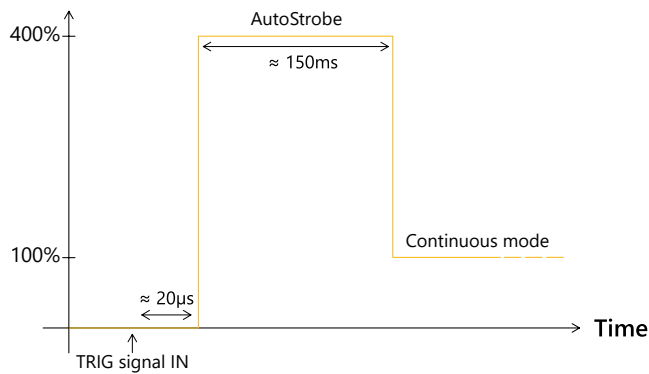 AutoStrobe
400%
≈ 150ms
Continuous mode
100%
≈ 20µs
Time
TRIG signal IN